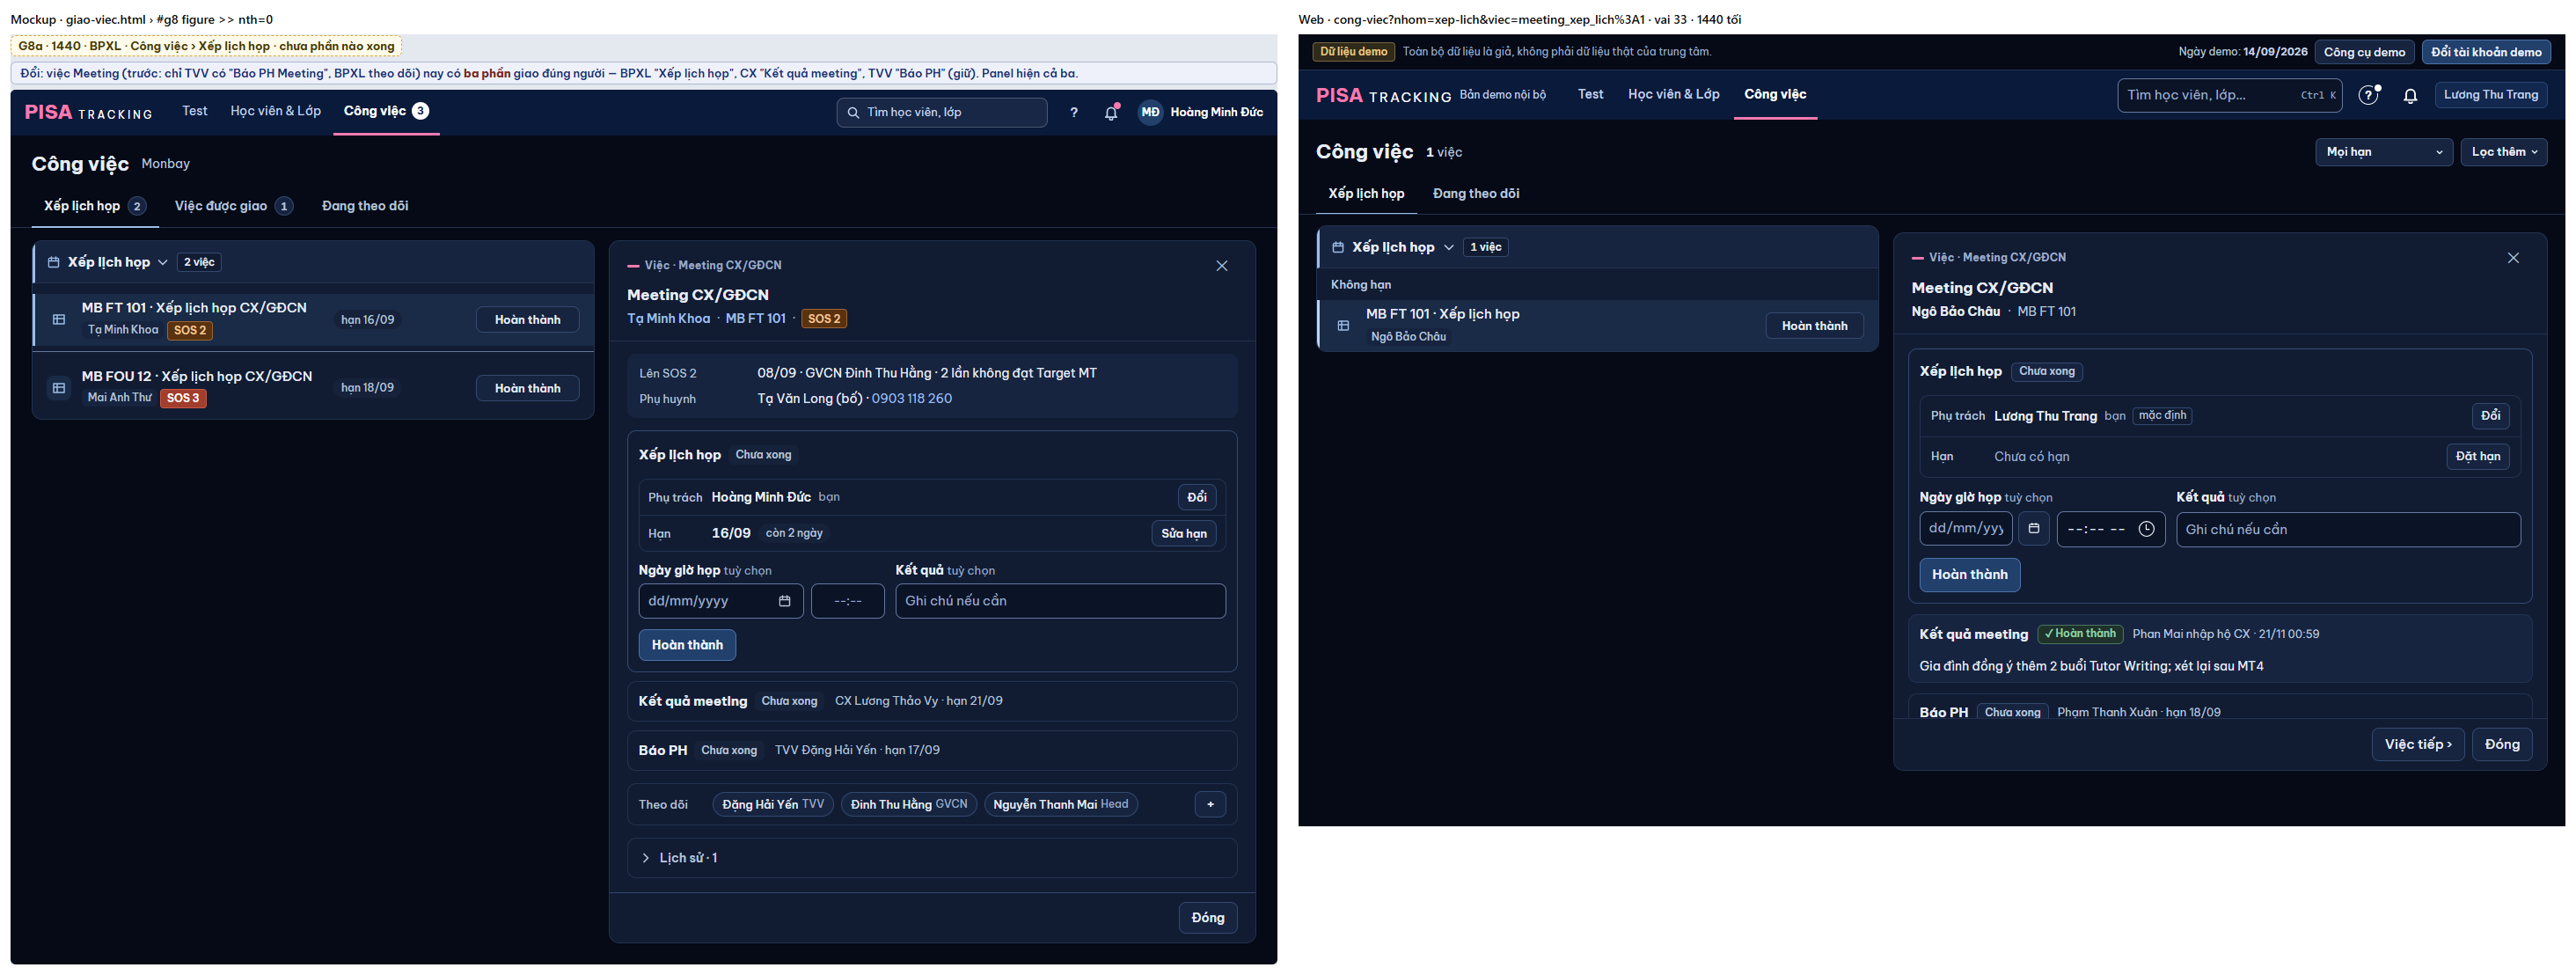 Mockup · giao-viec.html › #g8 figure >> nth=0
G8a · 1440 · BPXL · Công việc › Xếp lịch họp · chưa phần nào xong
Đổi: việc Meeting (trước: chỉ TVV có "Báo PH Meeting", BPXL theo dõi) nay có ba phần giao đúng người — BPXL "Xếp lịch họp", CX "Kết quả meeting", TVV "Báo PH" (giữ). Panel hiện cả ba.
PISA TRACKING Test Học viên & Lớp Công việc 3 Tìm học viên, lớp ? MĐ Hoàng Minh Đức
Công việc Monbay
Xếp lịch họp 2 Việc được giao 1 Đang theo dõi
Xếp lịch họp 2 việc
MB FT 101 · Xếp lịch họp CX/GĐCN
Tạ Minh Khoa SOS 2
hạn 16/09
Hoàn thành
MB FOU 12 · Xếp lịch họp CX/GĐCN
Mai Anh Thư SOS 3
hạn 18/09
Hoàn thành
Việc · Meeting CX/GĐCN
Meeting CX/GĐCN
Tạ Minh Khoa · MB FT 101 · SOS 2
Lên SOS 2 08/09 · GVCN Đinh Thu Hằng · 2 lần không đạt Target MT
Phụ huynh Tạ Văn Long (bố) · 0903 118 260
Xếp lịch họp Chưa xong
Phụ trách Hoàng Minh Đức bạn Đổi
Hạn 16/09 còn 2 ngày Sửa hạn
Ngày giờ họp tuỳ chọn Kết quả tuỳ chọn
dd/mm/yyyy --:-- Ghi chú nếu cần
Hoàn thành
Kết quả meeting Chưa xong CX Lương Thảo Vy · hạn 21/09
Báo PH Chưa xong TVV Đặng Hải Yến · hạn 17/09
Theo dõi Đặng Hải Yến TVV Đinh Thu Hằng GVCN Nguyễn Thanh Mai Head +
Lịch sử · 1
Đóng
Web · cong-viec?nhom=xep-lich&viec=meeting_xep_lich%3A1 · vai 33 · 1440 tối
Dữ liệu demo Toàn bộ dữ liệu là giả, không phải dữ liệu thật của trung tâm. Ngày demo: 14/09/2026 Công cụ demo Đổi tài khoản demo
PISA TRACKING Bản demo nội bộ Test Học viên & Lớp Công việc Tìm học viên, lớp... Ctrl K ? Lương Thu Trang
Công việc 1 việc Mọi hạn Lọc thêm
Xếp lịch họp Đang theo dõi
Xếp lịch họp 1 việc
Không hạn
MB FT 101 · Xếp lịch họp
Ngô Bảo Châu
Hoàn thành
Việc · Meeting CX/GĐCN
Meeting CX/GĐCN
Ngô Bảo Châu · MB FT 101
Xếp lịch họp Chưa xong
Phụ trách Lương Thu Trang bạn mặc định Đổi
Hạn Chưa có hạn Đặt hạn
Ngày giờ họp tuỳ chọn Kết quả tuỳ chọn
dd/mm/yyy --:-- -- Ghi chú nếu cần
Hoàn thành
Kết quả meeting ✓ Hoàn thành Phan Mai nhập hộ CX · 21/11 00:59
Gia đình đồng ý thêm 2 buổi Tutor Writing; xét lại sau MT4
Báo PH Chưa xong Phạm Thanh Xuân · hạn 18/09
Việc tiếp › Đóng